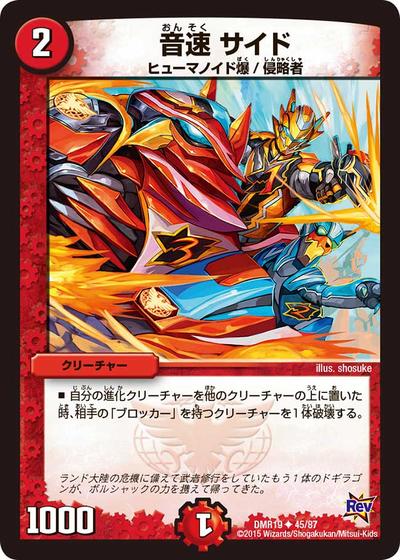 2
おんそく
音速 サイド
ばく しんりゃくしゃ
ヒューマノイド爆 / 侵略者
クリーチャー
illus. shosuke
■ 自分の進化クリーチャーを他のクリーチャーの上に置いた
時、相手の「ブロッカー」を持つクリーチャーを1体破壊する。
ランド大陸の危機に備えて武者修行をしていたもう1体のドギラゴ
ンが、ボルシャックの力を携えて帰ってきた。
Rev
1000
1
DMR19 ◆ 45/87
©2015 Wizards/Shogakukan/Mitsui-Kids